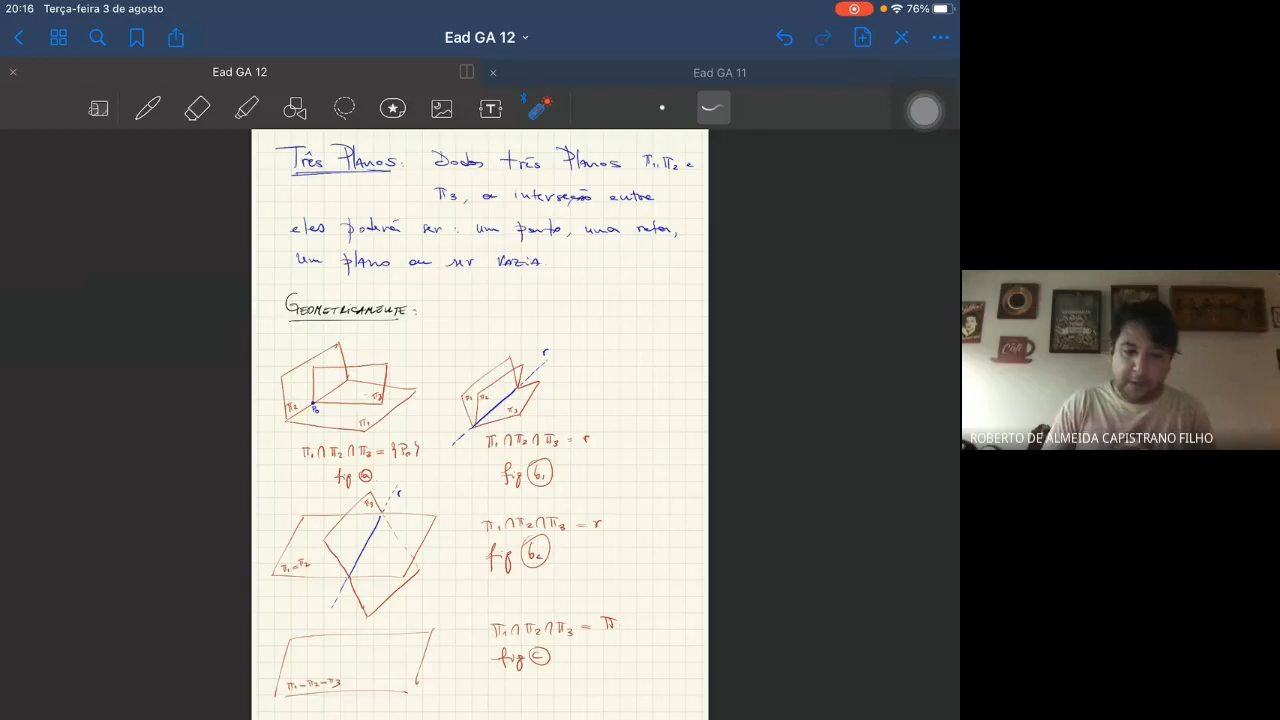 20:16 Terça-feira 3 de agosto
76%
Ead GA 12
Ead GA 12
Ead GA 11
T
Três Planos: Dados três Planos π1, π2 e
π3, a interseção entre
eles poderá ser: um ponto, uma reta,
um plano ou ser VAZIA
GEOMETRICAMENTE:
π2
P0
π3
π1
π1∩π2∩π3 = {P0}
fig a
r
π1 π2
π3
π1∩π2∩π3 = r
fig b1
π3
r
π1=π2
π1∩π2∩π3 = r
fig b2
π1=π2=π3
π1∩π2∩π3 = π
fig c
Café
ROBERTO DE ALMEIDA CAPISTRANO FILHO